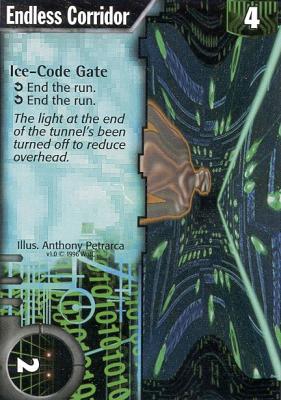 Endless Corridor
4
Ice-Code Gate
End the run.
End the run.
The light at the
end of the tunnel's been
turned off to reduce
overhead.
Illus. Anthony Petrarca
v1.0 © 1996 WotC
2